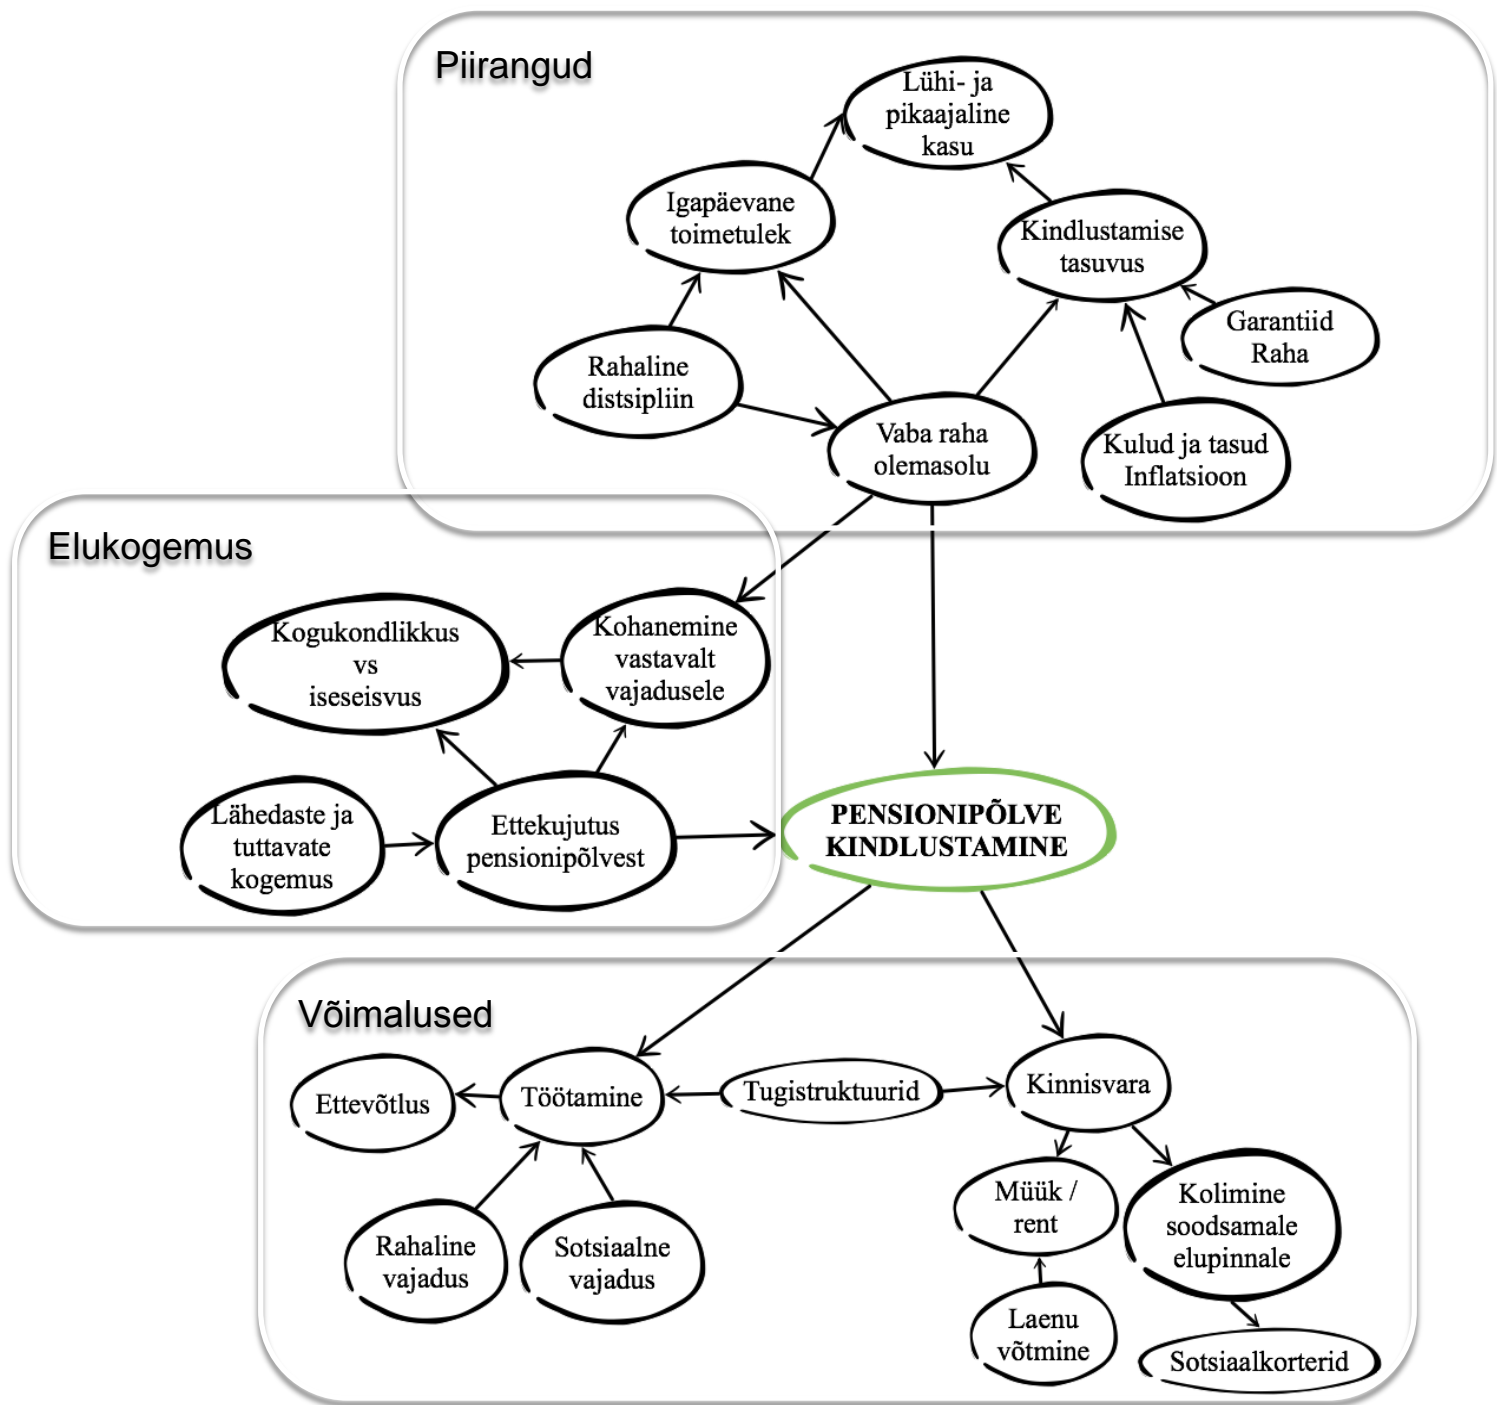 Piirangud
Lühi- ja
pikaajaline
kasu
Igapäevane
toimetulek
Kindlustamise
tasuvus
Garantiid
Raha
Rahaline
distsipliin
Vaba raha
olemasolu
Kulud ja tasud
Inflatsioon
Elukogemus
Kogukondlikkus
vs
iseseisvus
Kohanemine
vastavalt
vajadusele
Lähedaste ja
tuttavate
kogemus
Ettekujutus
pensionipõlvest
PENSIONIPÕLVE
KINDLUSTAMINE
Võimalused
Ettevõtlus
Töötamine
Tugistruktuurid
Kinnisvara
Rahaline
vajadus
Sotsiaalne
vajadus
Müük /
rent
Kolimine
soodsamale
elupinnale
Laenu
võtmine
Sotsiaalkorterid